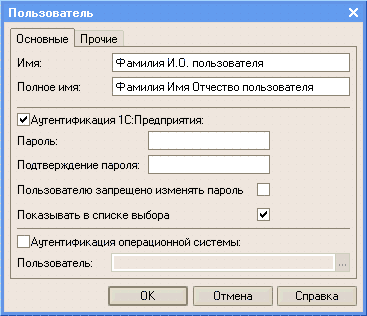 Пользователь
Основные Прочие
Имя: Фамилия И.О. пользователя
Полное имя: Фамилия Имя Отчество пользователя
Аутентификация 1С:Предприятия:
Пароль:
Подтверждение пароля:
Пользователю запрещено изменять пароль
Показывать в списке выбора
Аутентификация операционной системы:
Пользователь: ...
OK Отмена Справка